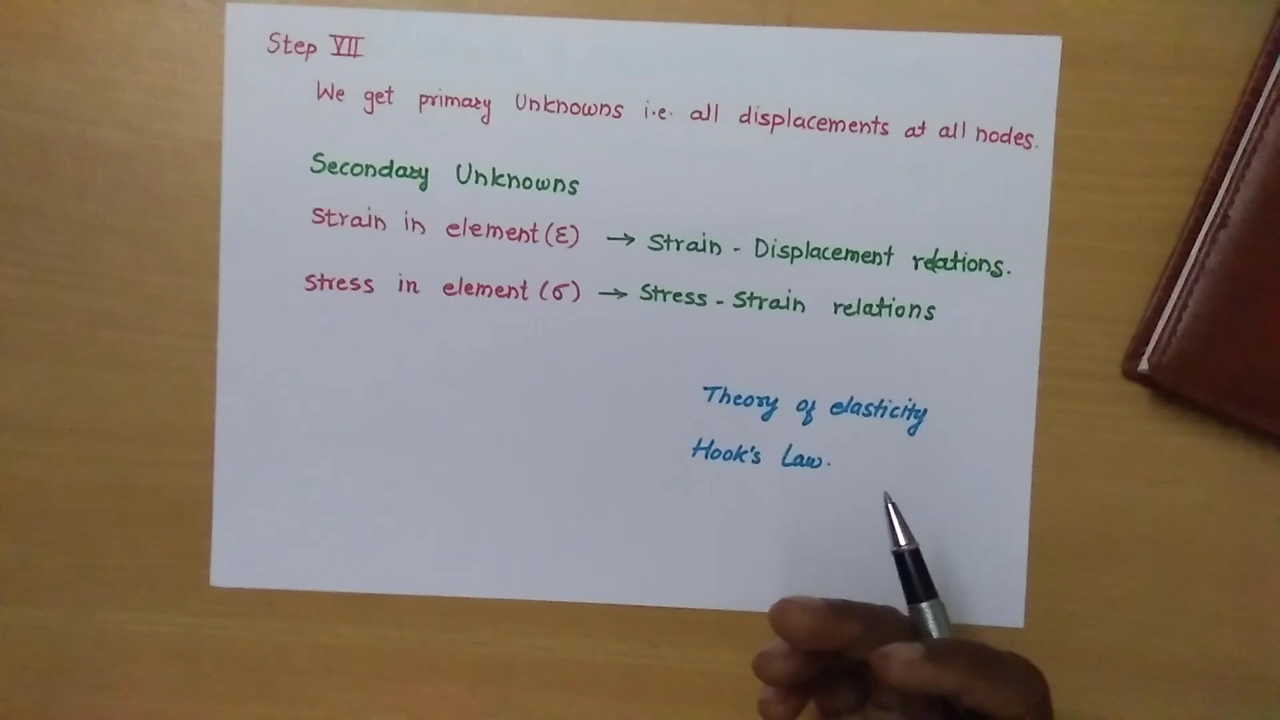 Step VII
We get primary Unknowns i.e. all displacements at all nodes.
Secondary Unknowns
Strain in element (ε) → Strain - Displacement relations.
Stress in element (σ) → Stress - Strain relations
Theory of elasticity
Hook's Law.